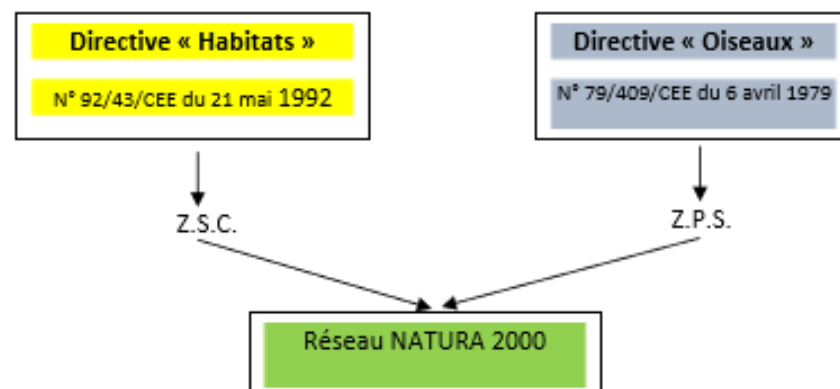 Directive « Habitats »
N° 92/43/CEE du 21 mai 1992
Directive « Oiseaux »
N° 79/409/CEE du 6 avril 1979
Z.S.C.
Z.P.S.
Réseau NATURA 2000